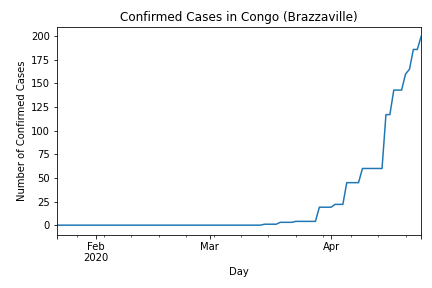 Confirmed Cases in Congo (Brazzaville)
200
175
150
125
100
75
50
25
0
Number of Confirmed Cases
Feb
2020
Mar
Apr
Day